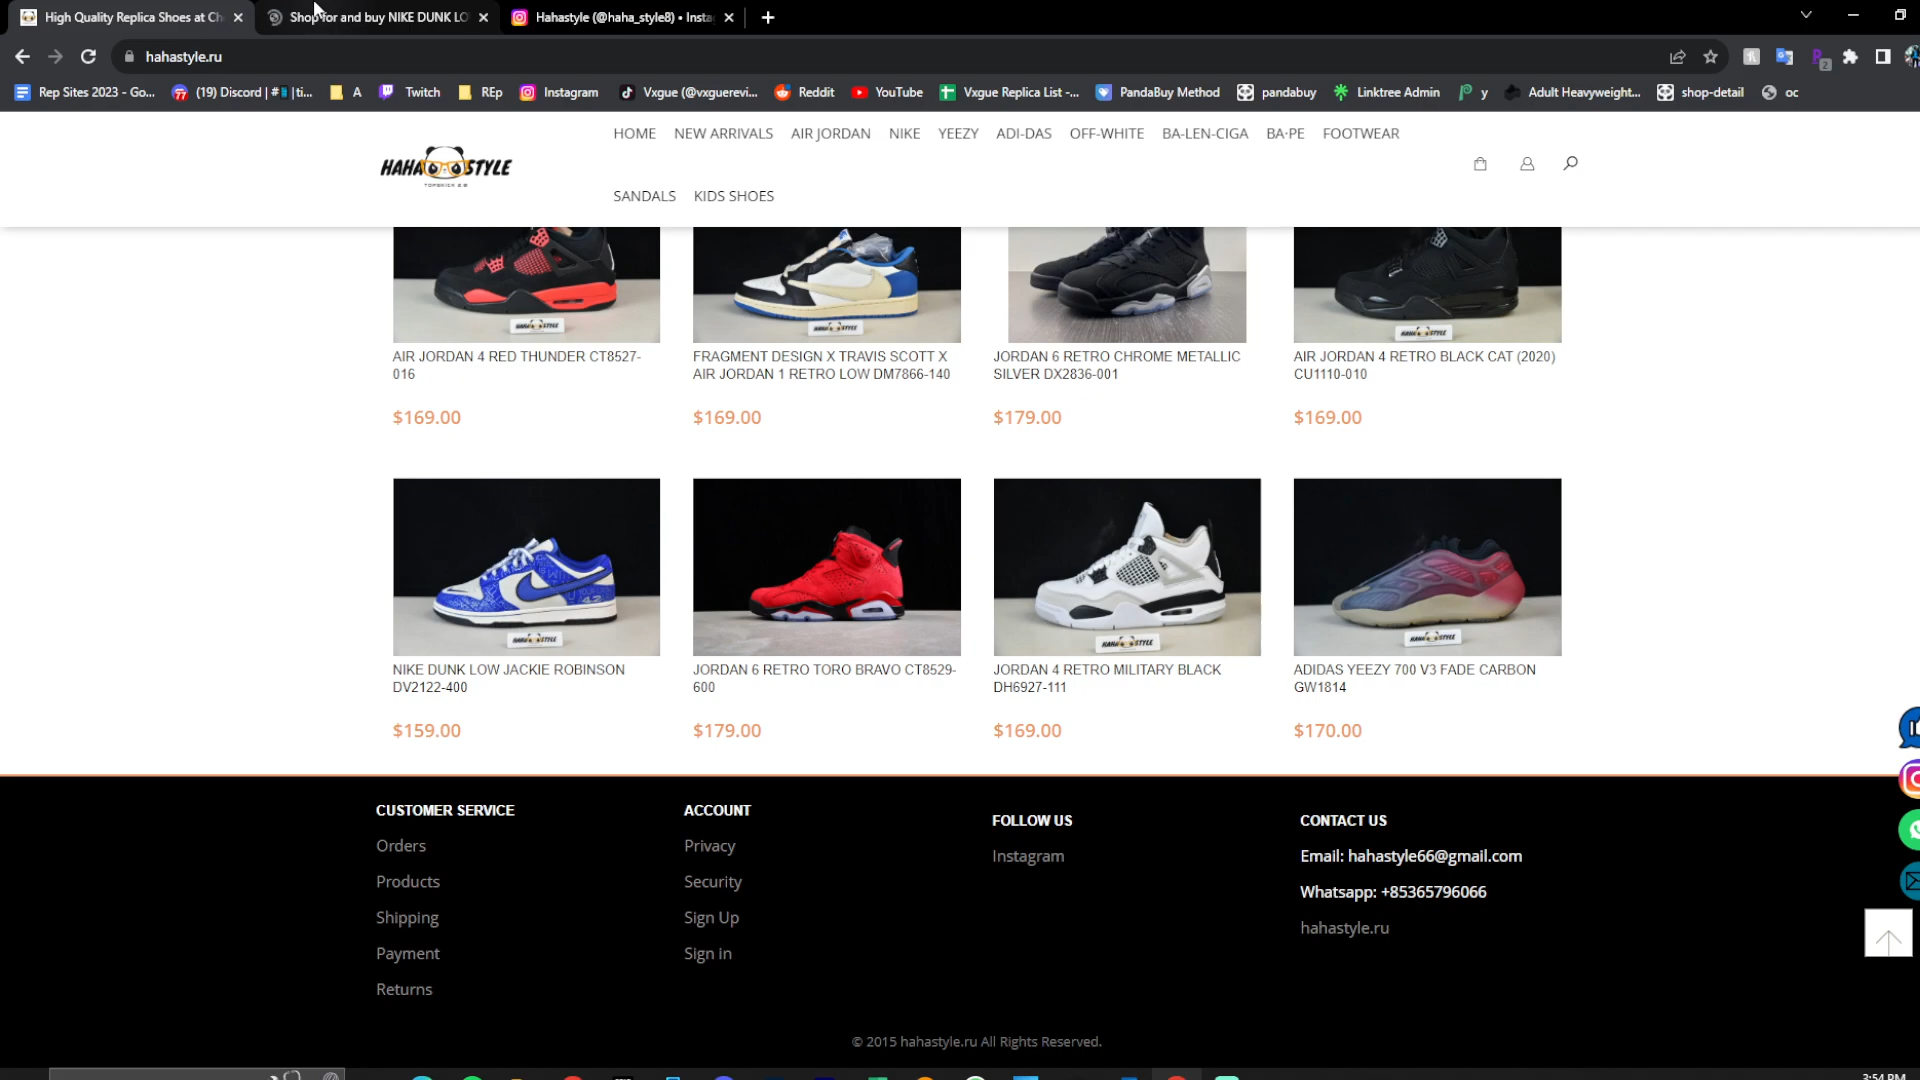 High Quality Replica Shoes at Ch
Shop for and buy NIKE DUNK LO
Hahastyle (@haha_style8) • Insta
hahastyle.ru
Rep Sites 2023 - Go...
(19) Discord | #
A
Twitch
REp
Instagram
Vxgue (@vxguerevi...
Reddit
YouTube
Vxgue Replica List -...
PandaBuy Method
pandabuy
Linktree Admin
y
Adult Heavyweight...
shop-detail
oc
HAHA STYLE
HOME NEW ARRIVALS AIR JORDAN NIKE YEEZY ADI-DAS OFF-WHITE BA-LEN-CIGA BA·PE FOOTWEAR
SANDALS KIDS SHOES
AIR JORDAN 4 RED THUNDER CT8527-
016
$169.00
FRAGMENT DESIGN X TRAVIS SCOTT X
AIR JORDAN 1 RETRO LOW DM7866-140
$169.00
JORDAN 6 RETRO CHROME METALLIC
SILVER DX2836-001
$179.00
AIR JORDAN 4 RETRO BLACK CAT (2020)
CU1110-010
$169.00
NIKE DUNK LOW JACKIE ROBINSON
DV2122-400
$159.00
JORDAN 6 RETRO TORO BRAVO CT8529-
600
$179.00
JORDAN 4 RETRO MILITARY BLACK
DH6927-111
$169.00
ADIDAS YEEZY 700 V3 FADE CARBON
GW1814
$170.00
CUSTOMER SERVICE
Orders
Products
Shipping
Payment
Returns
ACCOUNT
Privacy
Security
Sign Up
Sign in
FOLLOW US
Instagram
CONTACT US
Email: hahastyle66@gmail.com
Whatsapp: +85365796066
hahastyle.ru
© 2015 hahastyle.ru All Rights Reserved.
3:54 PM